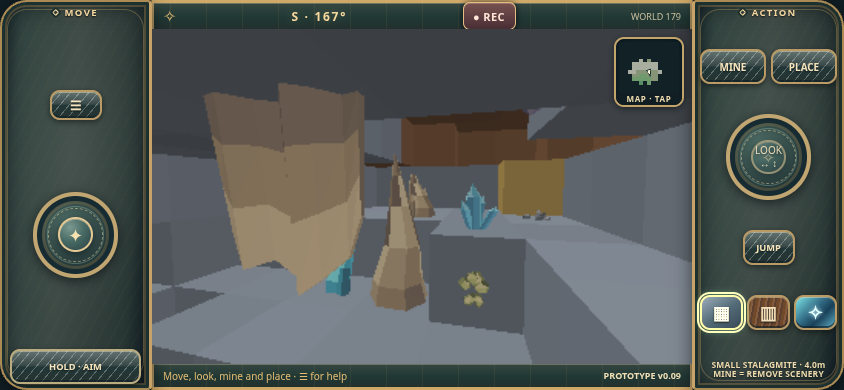 MOVE
S · 167°
● REC
WORLD 179
ACTION
MINE
PLACE
MAP · TAP
LOOK
JUMP
HOLD · AIM
Move, look, mine and place · ☰ for help
PROTOTYPE v0.09
SMALL STALAGMITE · 4.0m
MINE = REMOVE SCENERY